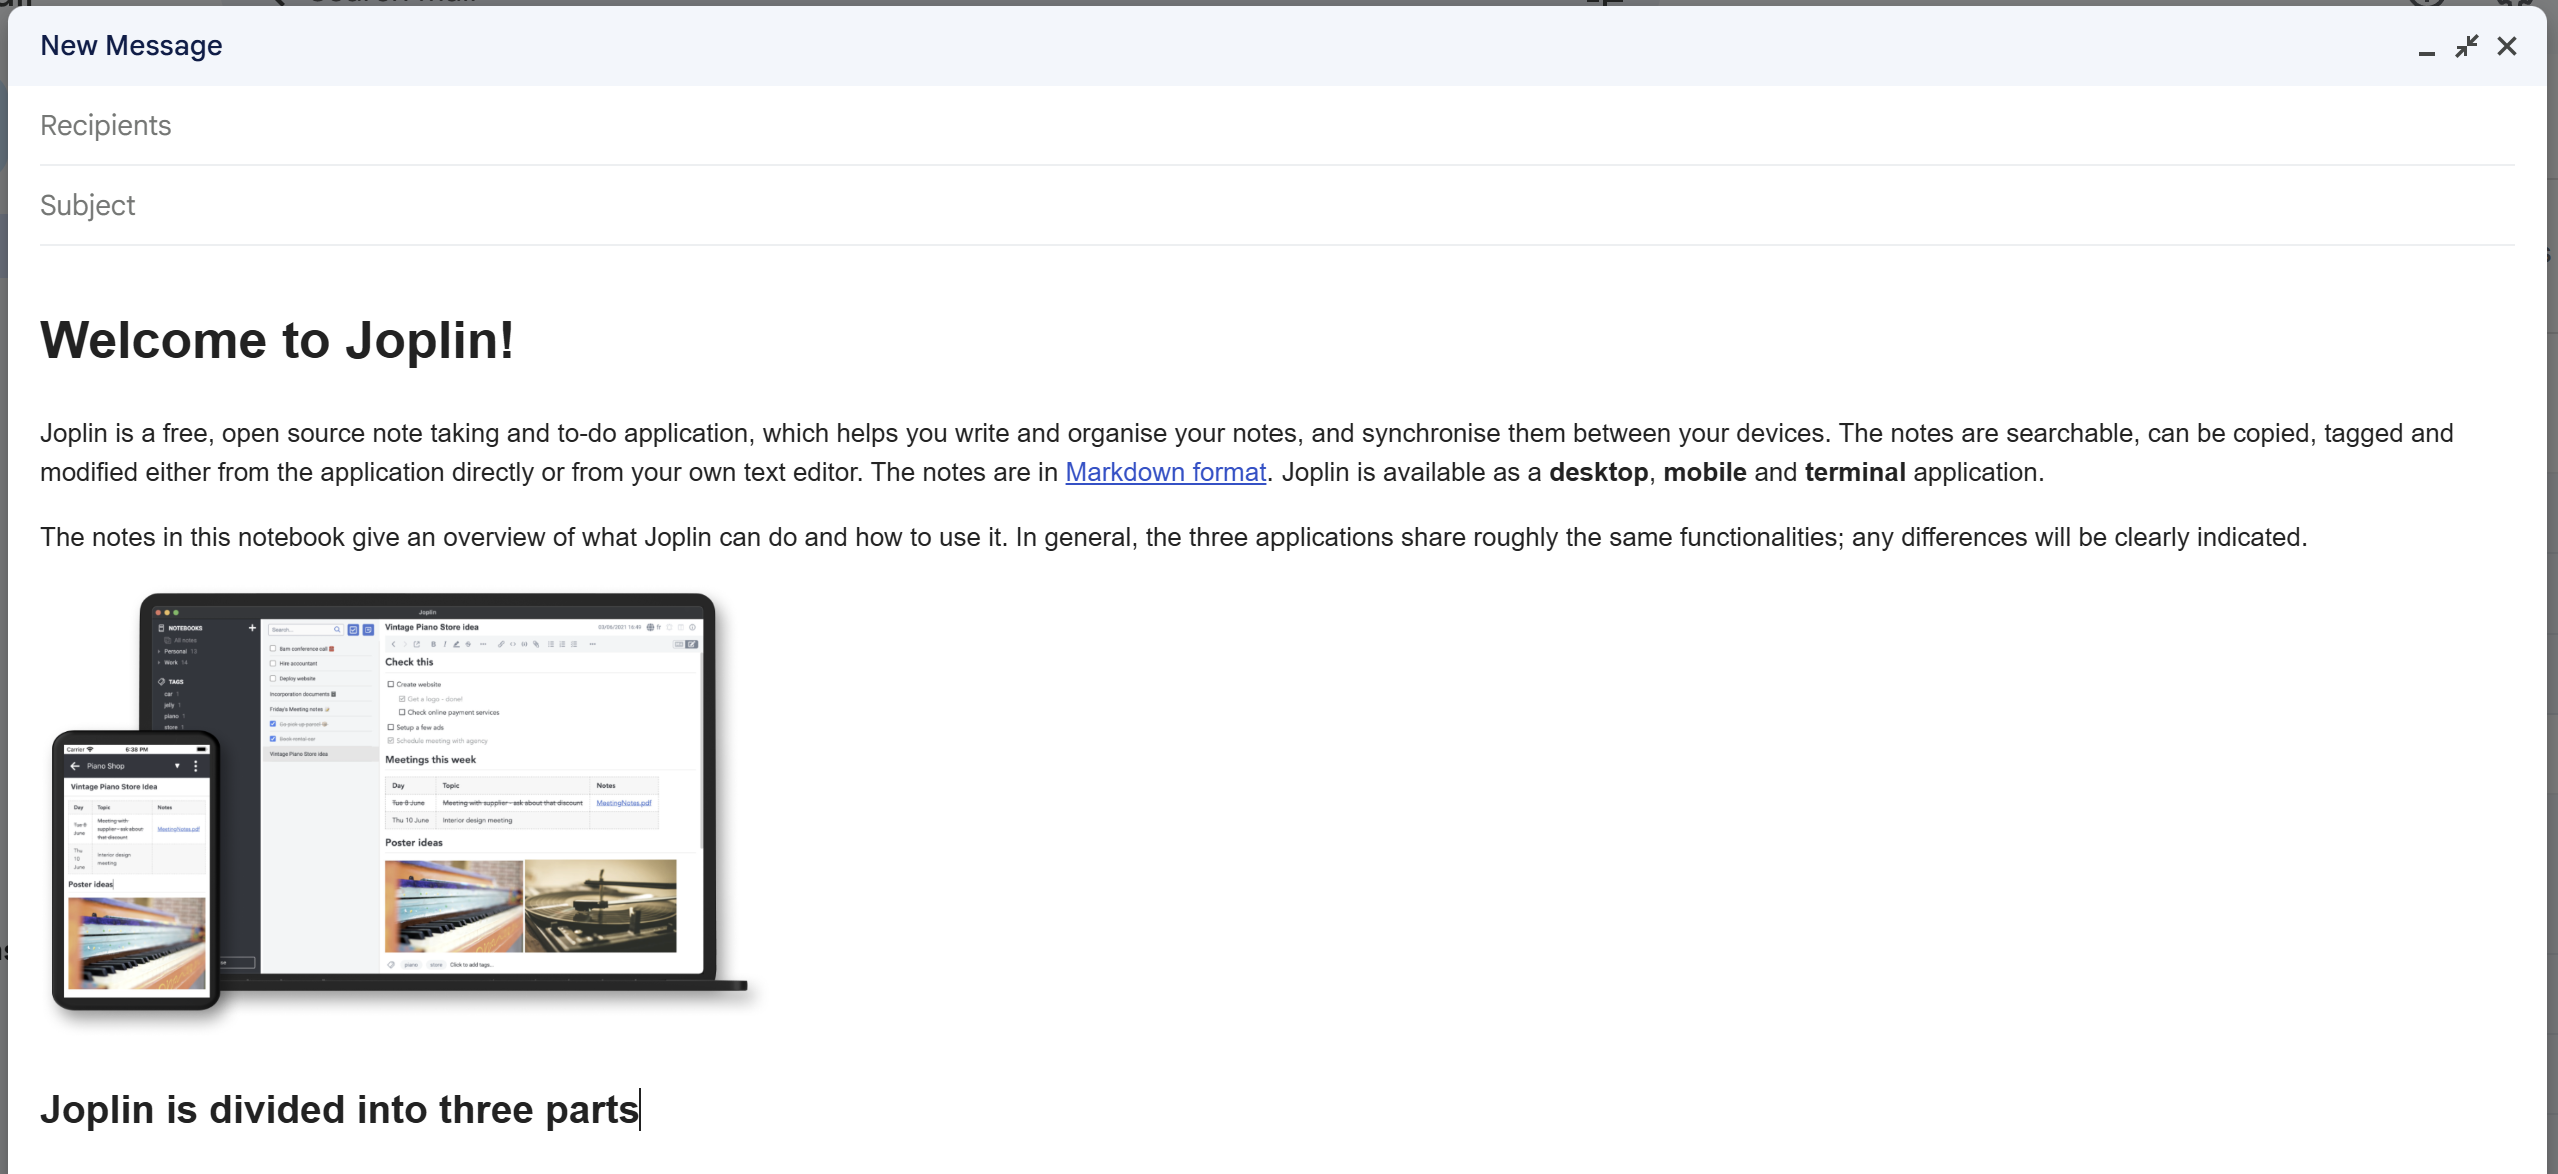 New Message
Recipients
Subject
Welcome to Joplin!
Joplin is a free, open source note taking and to-do application, which helps you write and organise your notes, and synchronise them between your devices. The notes are searchable, can be copied, tagged and
modified either from the application directly or from your own text editor. The notes are in Markdown format. Joplin is available as a desktop, mobile and terminal application.
The notes in this notebook give an overview of what Joplin can do and how to use it. In general, the three applications share roughly the same functionalities; any differences will be clearly indicated.
Joplin
NOTEBOOKS
All notes
Personal 13
Work 14
TAGS
car 1
jelly 1
piano 1
store 1
Search...
8am conference call
Hire accountant
Deploy website
Incorporation documents
Friday's Meeting notes
Go pick up parcel
Book rental car
Vintage Piano Store idea
Vintage Piano Store idea
03/06/2021 16:49 fr
Check this
Create website
Get a logo - done!
Check online payment services
Setup a few ads
Schedule meeting with agency
Meetings this week
Day Topic Notes
Tue 8 June Meeting with supplier - ask about that discount MeetingNotes.pdf
Thu 10 June Interior design meeting
Poster ideas
piano store Click to add tags...
Carrier 6:38 PM
Piano Shop
Vintage Piano Store Idea
Day Topic Notes
Tue 8 June Meeting with supplier - ask about that discount MeetingNotes.pdf
Thu 10 June Interior design meeting
Poster ideas
Joplin is divided into three parts